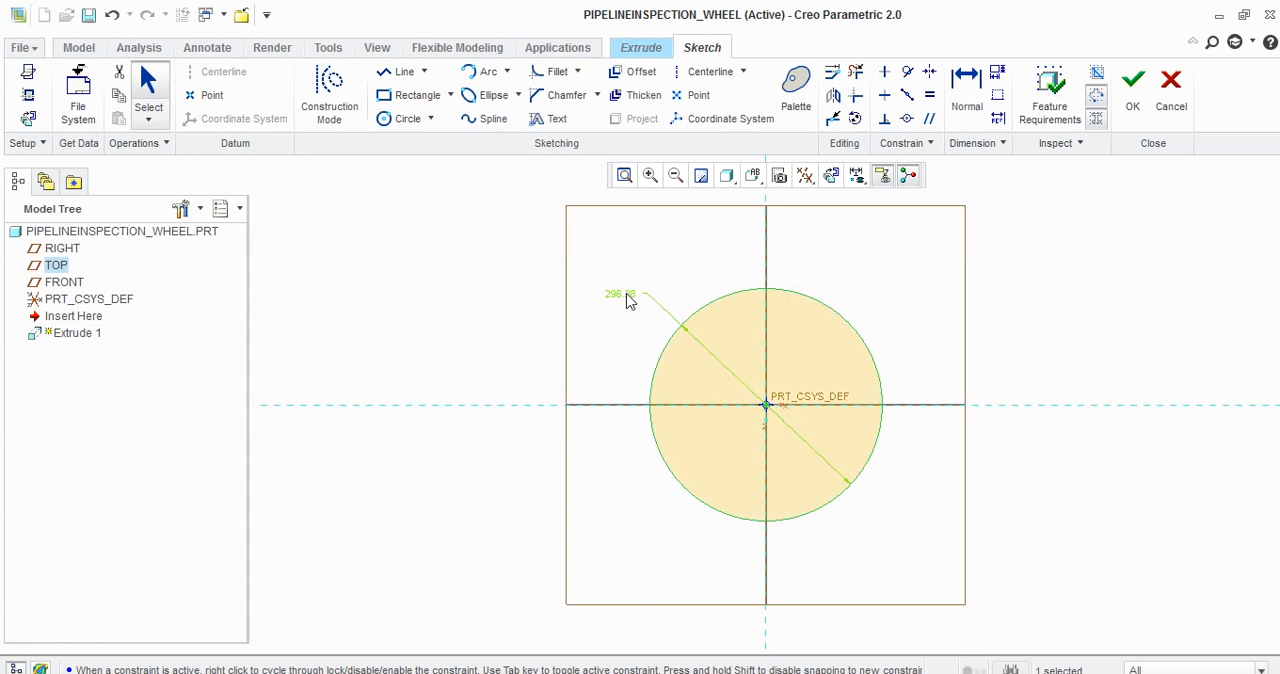 PIPELINEINSPECTION_WHEEL (Active) - Creo Parametric 2.0
File Model Analysis Annotate Render Tools View Flexible Modeling Applications Extrude Sketch
File System
Select
Centerline
Point
Coordinate System
Construction Mode
Line Arc Fillet Offset Centerline
Rectangle Ellipse Chamfer Thicken Point
Circle Spline Text Project Coordinate System
Palette
Normal
Feature Requirements
OK
Cancel
Setup Get Data Operations Datum Sketching Editing Constrain Dimension Inspect Close
Model Tree
PIPELINEINSPECTION_WHEEL.PRT
RIGHT
TOP
FRONT
PRT_CSYS_DEF
Insert Here
Extrude 1
PRT_CSYS_DEF
When a constraint is active, right click to cycle through lock/disable/enable the constraint. Use Tab key to toggle active constraint. Press and hold Shift to disable snapping to new constrair
1 selected
All